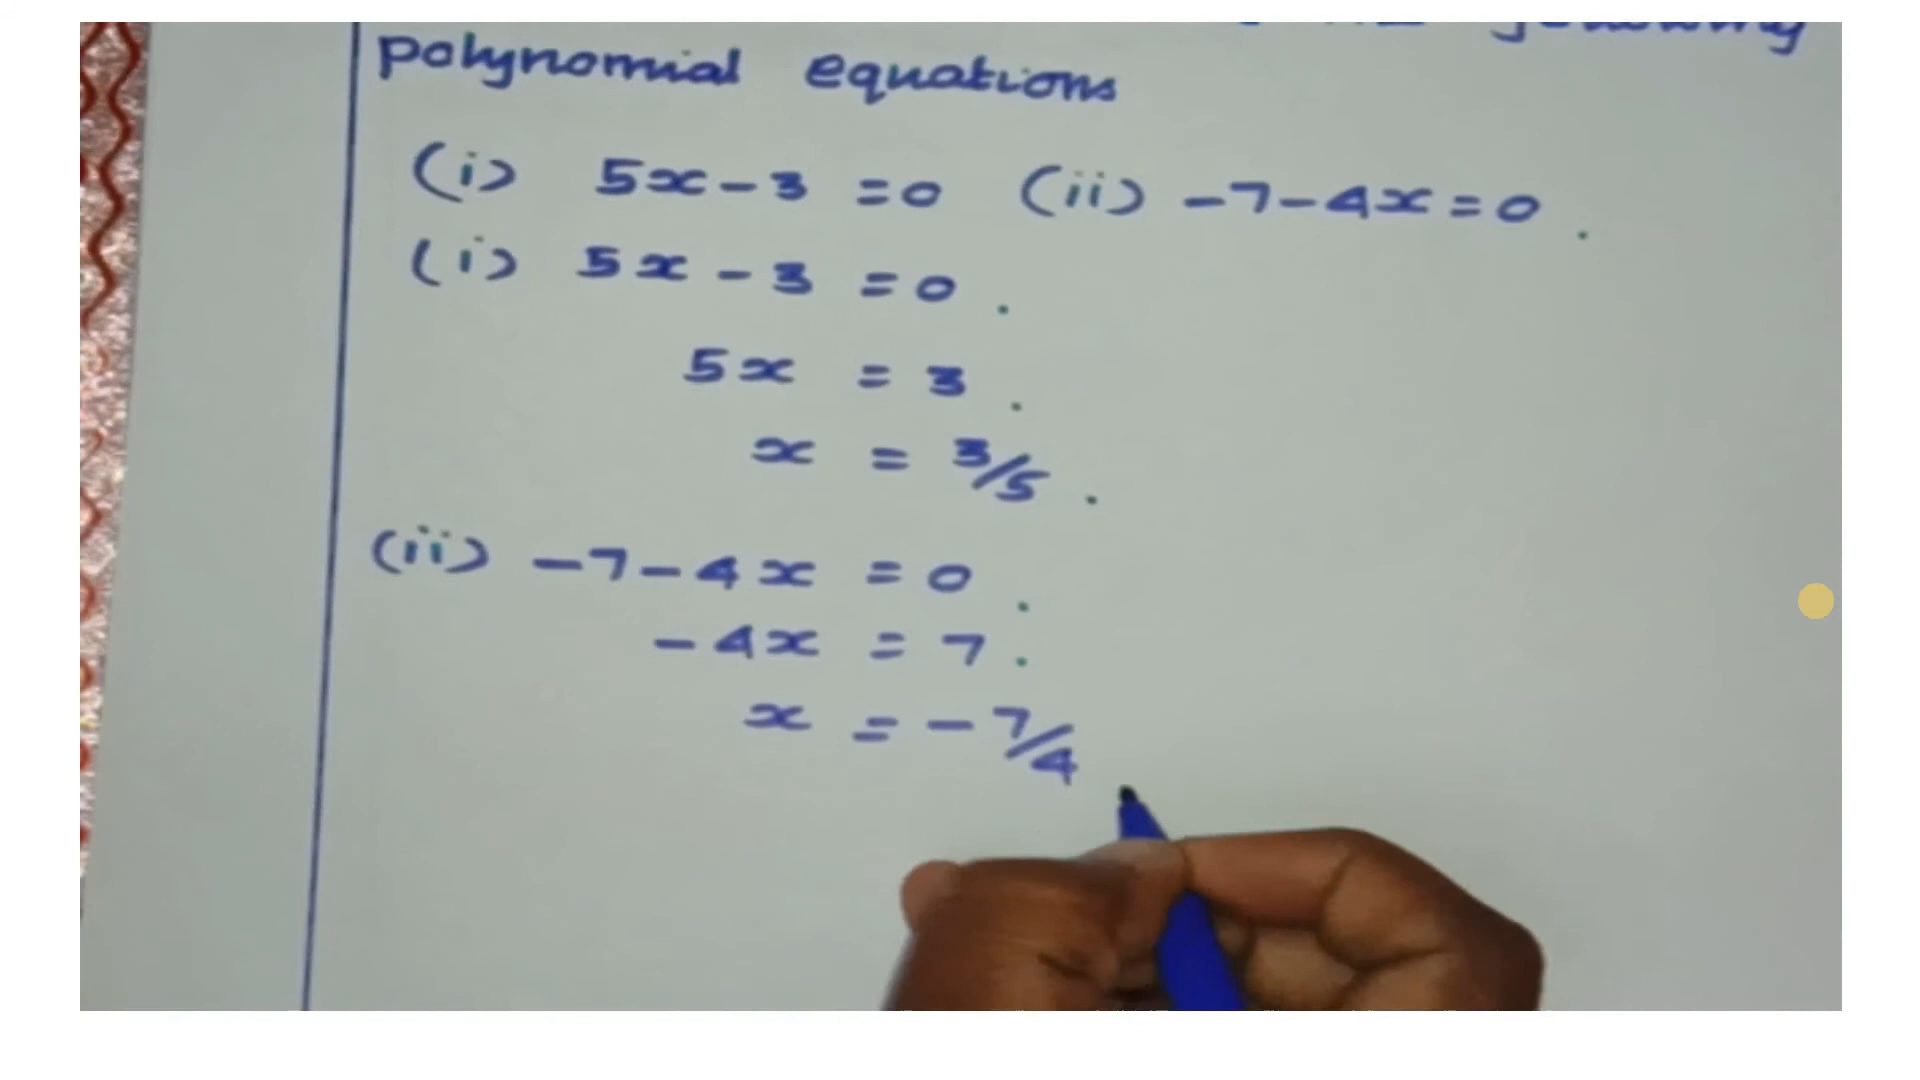 polynomial equations
(i) 5x - 3 = 0 (ii) -7-4x = 0 .
(i) 5x - 3 = 0 .
5x = 3 .
x = 3/5 .
(ii) -7-4x = 0 .
-4x = 7 .
x = -7/4